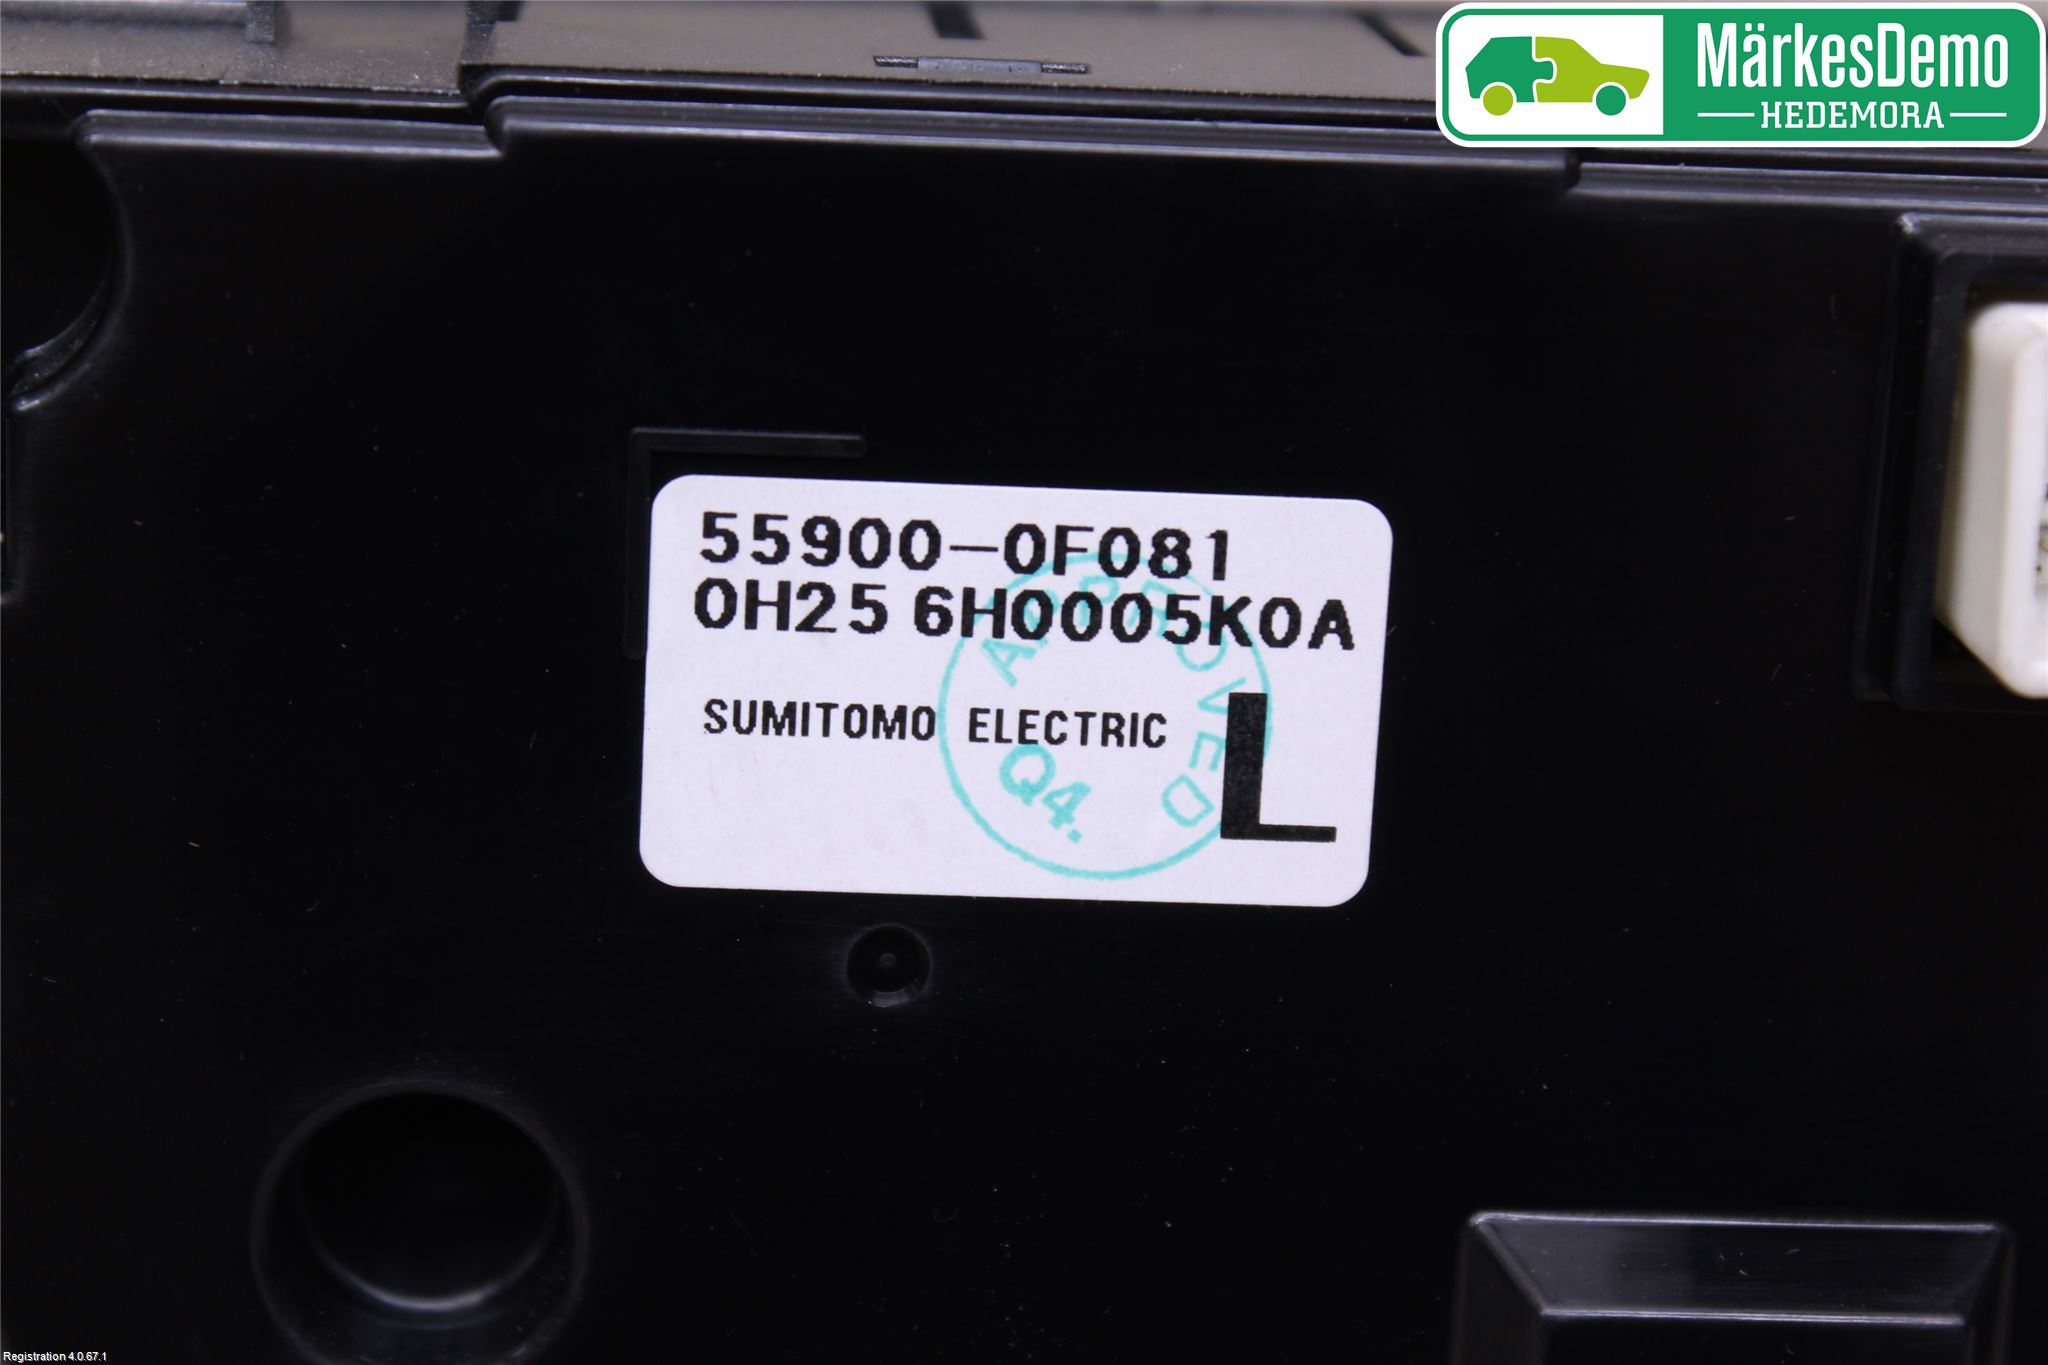 MärkesDemo
HEDEMORA
55900-0F081
0H25 6H0005K0A
SUMITOMO ELECTRIC
L
APPROVED
Q4.
Registration 4.0.67.1